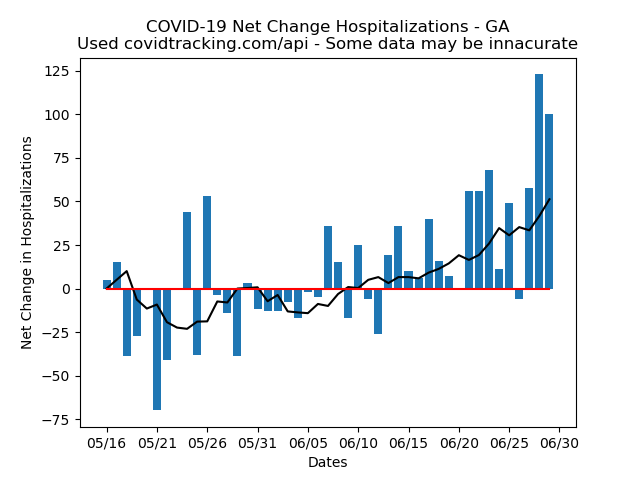 COVID-19 Net Change Hospitalizations - GA
Used covidtracking.com/api - Some data may be innacurate
Net Change in Hospitalizations
125
100
75
50
25
0
−25
−50
−75
05/16 05/21 05/26 05/31 06/05 06/10 06/15 06/20 06/25 06/30
Dates